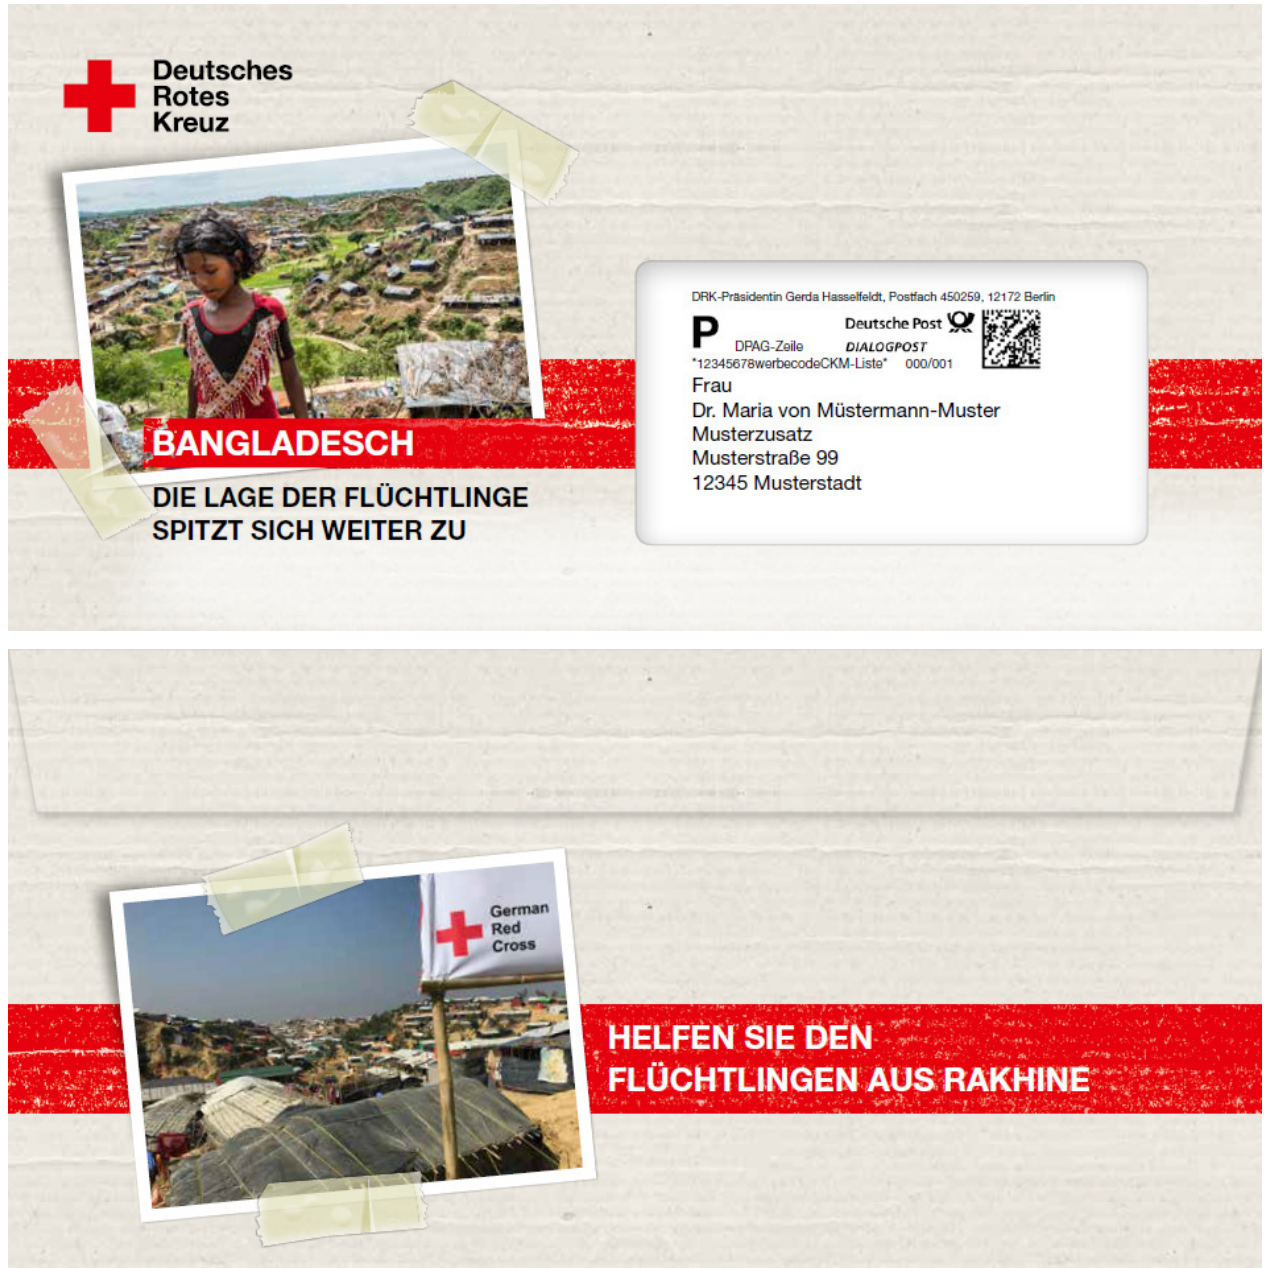 Deutsches
Rotes
Kreuz
BANGLADESCH
DIE LAGE DER FLÜCHTLINGE
SPITZT SICH WEITER ZU
DRK-Präsidentin Gerda Hasselfeldt, Postfach 450259, 12172 Berlin
P DPAG-Zeile
Deutsche Post
DIALOGPOST
*12345678werbecodeCKM-Liste* 000/001
Frau
Dr. Maria von Müstermann-Muster
Musterzusatz
Musterstraße 99
12345 Musterstadt
German
Red
Cross
HELFEN SIE DEN
FLÜCHTLINGEN AUS RAKHINE